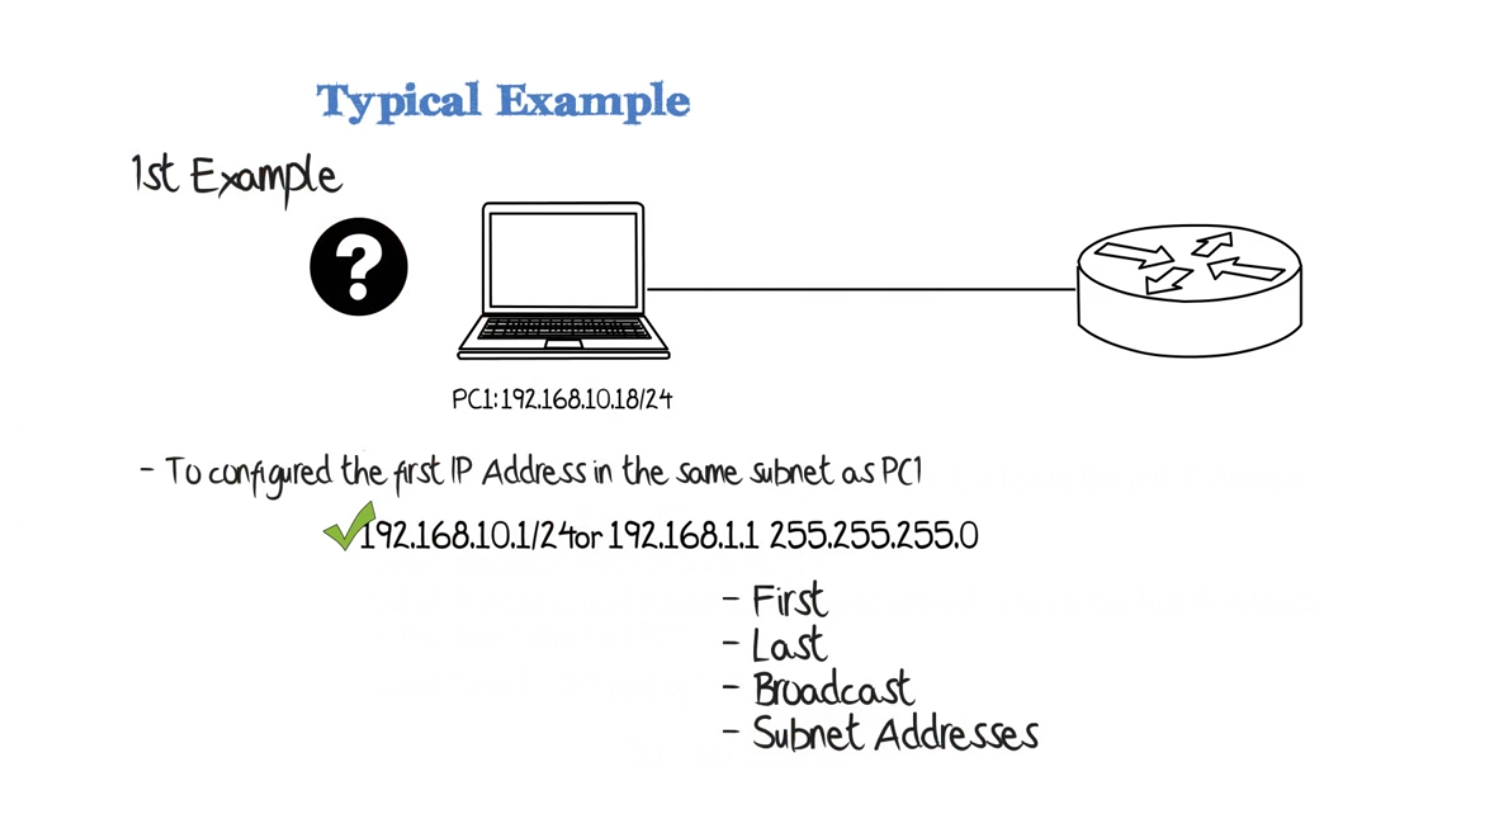 Typical Example
1st Example
?
PC1:192.168.10.18/24
- To configured the first IP Address in the same subnet as PC1
192.168.10.1/24or 192.168.1.1 255.255.255.0
- First
- Last
- Broadcast
- Subnet Addresses